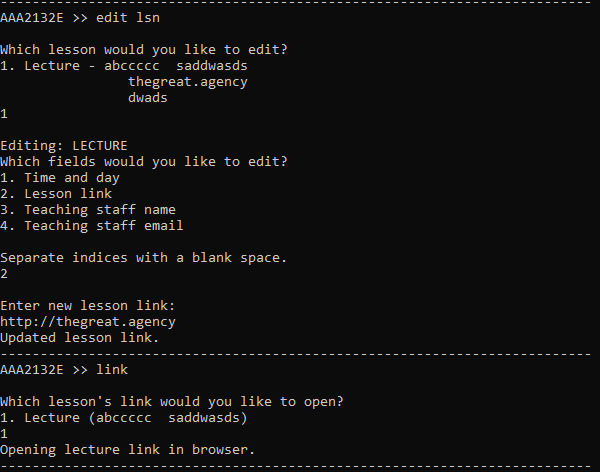 --------------------------------------------------------------------------
AAA2132E >> edit lsn
Which lesson would you like to edit?
1. Lecture - abccccc  saddwasds
                thegreat.agency
                dwads
1
Editing: LECTURE
Which fields would you like to edit?
1. Time and day
2. Lesson link
3. Teaching staff name
4. Teaching staff email
Separate indices with a blank space.
2
Enter new lesson link:
http://thegreat.agency
Updated lesson link.
--------------------------------------------------------------------------
AAA2132E >> link
Which lesson's link would you like to open?
1. Lecture (abccccc  saddwasds)
1
Opening lecture link in browser.
--------------------------------------------------------------------------